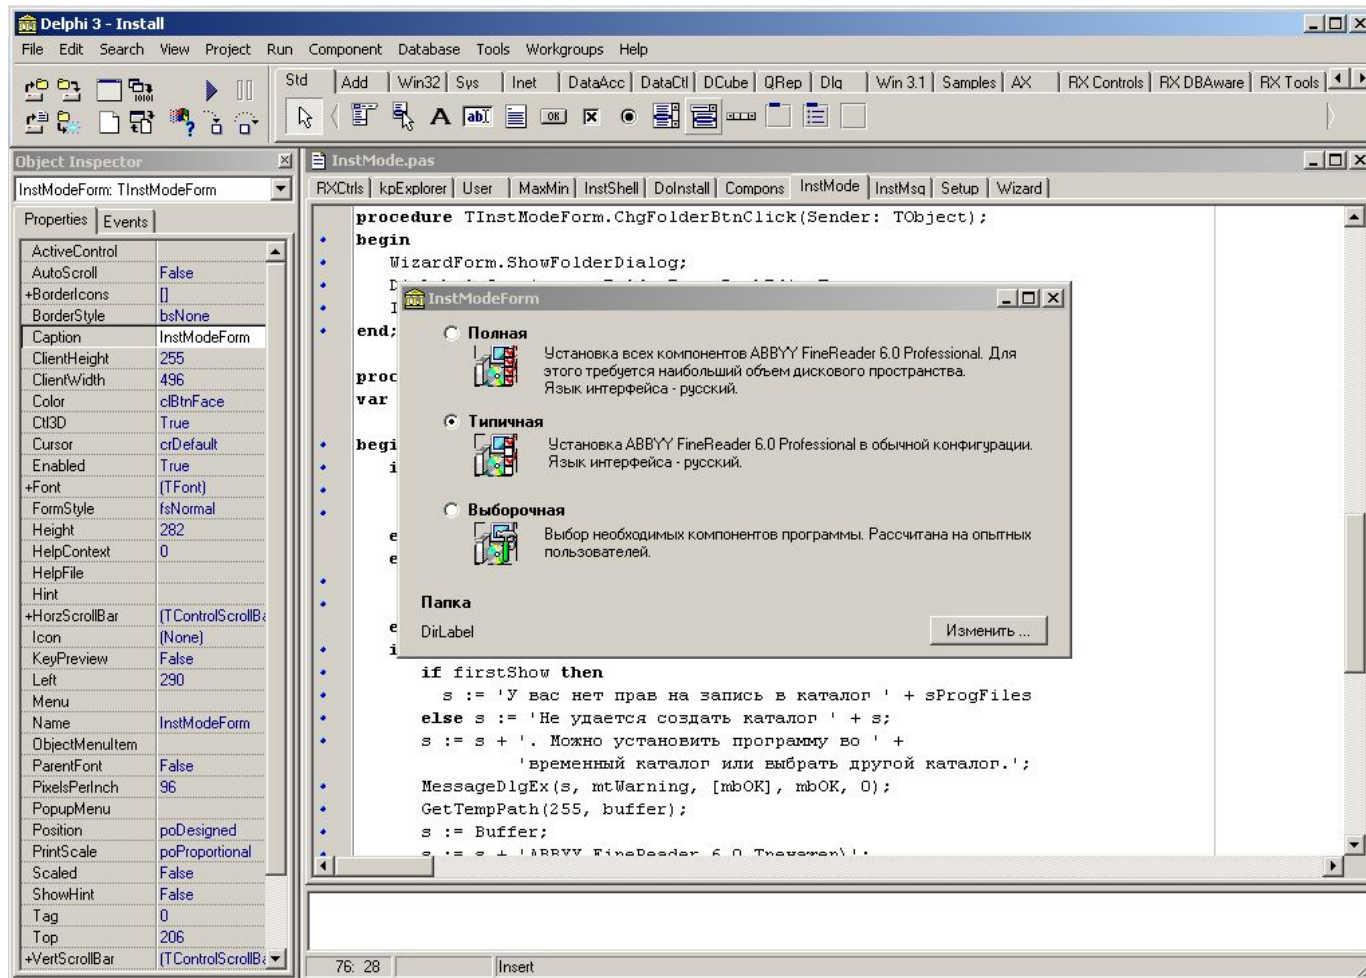 Delphi 3 - Install
File Edit Search View Project Run Component Database Tools Workgroups Help
Std Add Win32 Sys Inet DataAcc DataCtl DCube QRep Dlg Win 3.1 Samples AX RX Controls RX DBAware RX Tools
Object Inspector
InstModeForm: TInstModeForm
Properties Events
ActiveControl
AutoScroll False
+BorderIcons []
BorderStyle bsNone
Caption InstModeForm
ClientHeight 255
ClientWidth 496
Color clBtnFace
Ctl3D True
Cursor crDefault
Enabled True
+Font (TFont)
FormStyle fsNormal
Height 282
HelpContext 0
HelpFile
Hint
+HorzScrollBar (TControlScrollBa
Icon (None)
KeyPreview False
Left 290
Menu
Name InstModeForm
ObjectMenuItem
ParentFont False
PixelsPerInch 96
PopupMenu
Position poDesigned
PrintScale poProportional
Scaled False
ShowHint False
Tag 0
Top 206
+VertScrollBar (TControlScrollBa
InstMode.pas
RXCtrls kpExplorer User MaxMin InstShell DoInstall Compons InstMode InstMsg Setup Wizard
procedure TInstModeForm.ChgFolderBtnClick(Sender: TObject);
begin
WizardForm.ShowFolderDialog;
end;
proc
var
begi
i
e
e
e
i
InstModeForm
Полная
Установка всех компонентов ABBYY FineReader 6.0 Professional. Для
этого требуется наибольший объем дискового пространства.
Язык интерфейса - русский.
Типичная
Установка ABBYY FineReader 6.0 Professional в обычной конфигурации.
Язык интерфейса - русский.
Выборочная
Выбор необходимых компонентов программы. Рассчитана на опытных
пользователей.
Папка
DirLabel
Изменить ...
if firstShow then
s := 'У вас нет прав на запись в каталог ' + sProgFiles
else s := 'Не удается создать каталог ' + s;
s := s + '. Можно установить программу во ' +
'временный каталог или выбрать другой каталог.';
MessageDlgEx(s, mtWarning, [mbOK], mbOK, 0);
GetTempPath(255, buffer);
s := Buffer;
s := s + 'ABBYY FineReader 6.0 Тренажер\';
76: 28 Insert